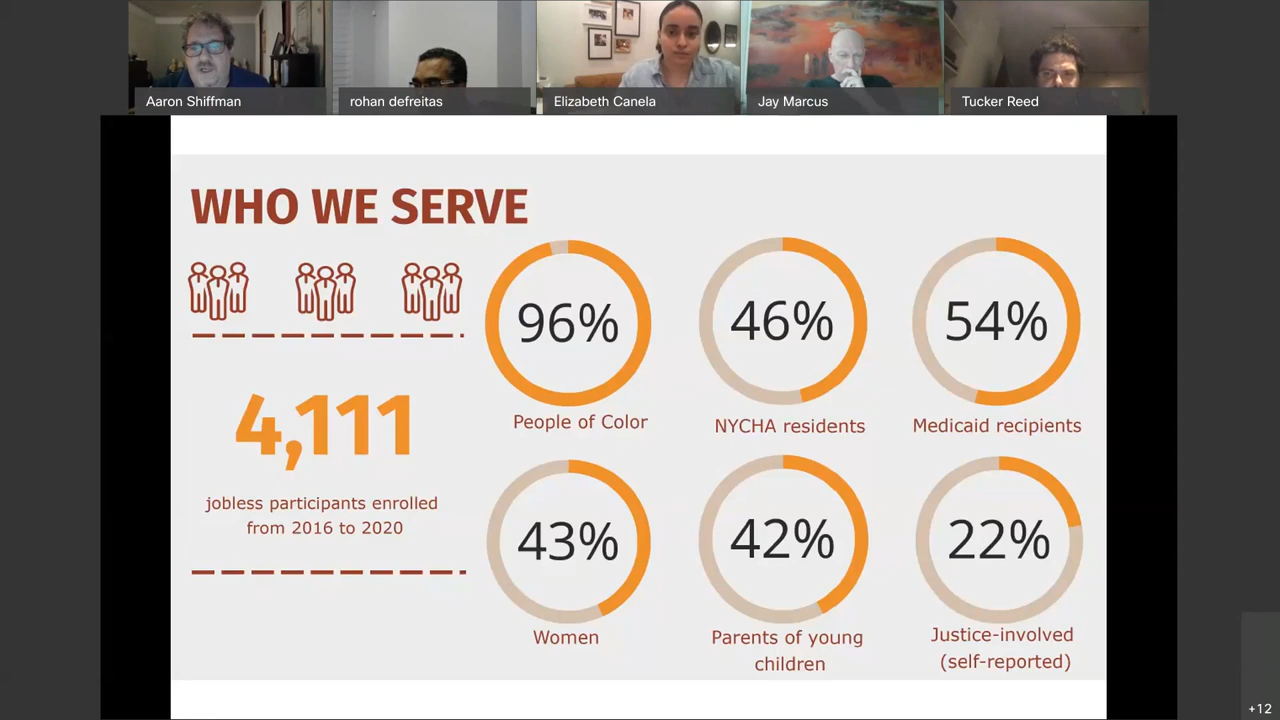 Aaron Shiffman
rohan defreitas
Elizabeth Canela
Jay Marcus
Tucker Reed
WHO WE SERVE
4,111
jobless participants enrolled
from 2016 to 2020
96%
People of Color
46%
NYCHA residents
54%
Medicaid recipients
43%
Women
42%
Parents of young
children
22%
Justice-involved
(self-reported)
+12